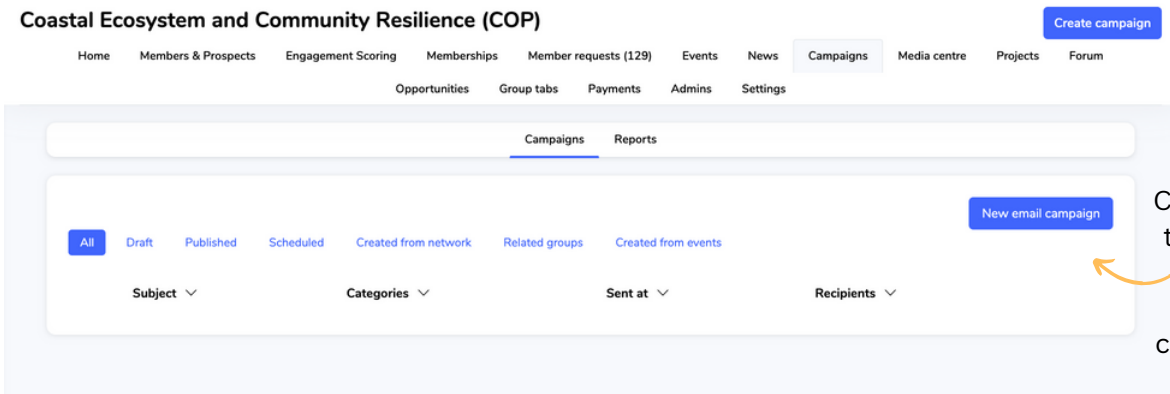 Coastal Ecosystem and Community Resilience (COP)
Create campaign
Home Members & Prospects Engagement Scoring Memberships Member requests (129) Events News Campaigns Media centre Projects Forum
Opportunities Group tabs Payments Admins Settings
Campaigns Reports
New email campaign
All Draft Published Scheduled Created from network Related groups Created from events
Subject Categories Sent at Recipients